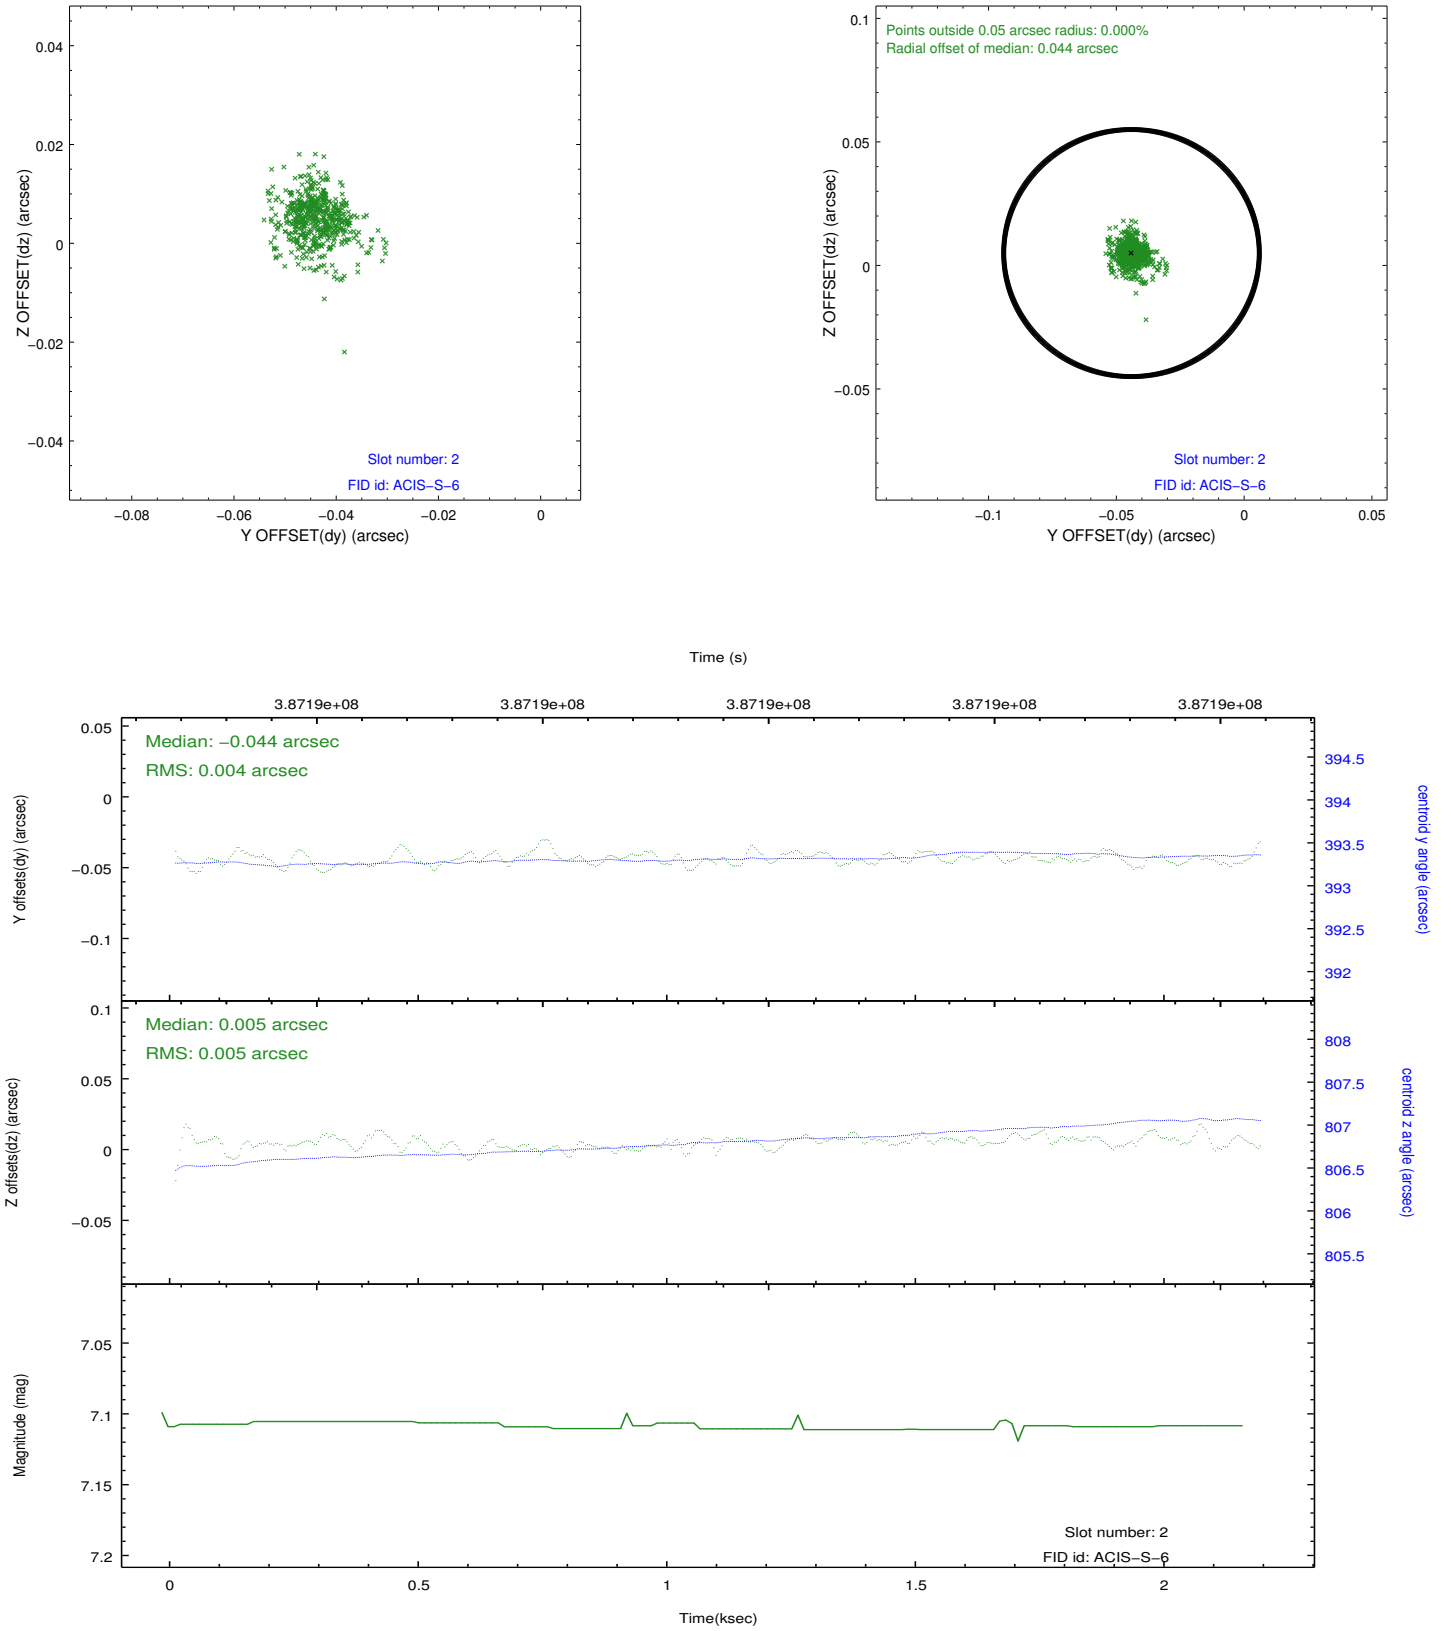 0.04
0.02
0
−0.02
−0.04
Z OFFSET(dz) (arcsec)
Slot number: 2
FID id: ACIS−S−6
−0.08
−0.06
−0.04
−0.02
0
Y OFFSET(dy) (arcsec)
0.1
0.05
0
−0.05
Z OFFSET(dz) (arcsec)
Points outside 0.05 arcsec radius: 0.000%
Radial offset of median: 0.044 arcsec
Slot number: 2
FID id: ACIS−S−6
−0.1
−0.05
0
0.05
Y OFFSET(dy) (arcsec)
Time (s)
3.8719e+08
3.8719e+08
3.8719e+08
3.8719e+08
3.8719e+08
0.05
0
−0.05
−0.1
Y offsets(dy) (arcsec)
Median: −0.044 arcsec
RMS: 0.004 arcsec
394.5
394
393.5
393
392.5
392
centroid y angle (arcsec)
0.1
0.05
0
−0.05
Z offsets(dz) (arcsec)
Median: 0.005 arcsec
RMS: 0.005 arcsec
808
807.5
807
806.5
806
805.5
centroid z angle (arcsec)
7.05
7.1
7.15
7.2
Magnitude (mag)
Slot number: 2
FID id: ACIS−S−6
0
0.5
1
1.5
2
Time(ksec)